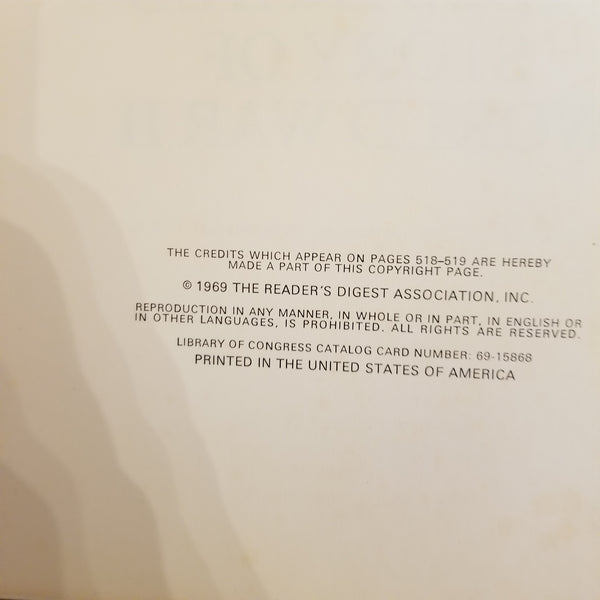 THE CREDITS WHICH APPEAR ON PAGES 518–519 ARE HEREBY
MADE A PART OF THIS COPYRIGHT PAGE.
© 1969 THE READER'S DIGEST ASSOCIATION, INC.
REPRODUCTION IN ANY MANNER, IN WHOLE OR IN PART, IN ENGLISH OR
IN OTHER LANGUAGES, IS PROHIBITED. ALL RIGHTS ARE RESERVED.
LIBRARY OF CONGRESS CATALOG CARD NUMBER: 69-15868
PRINTED IN THE UNITED STATES OF AMERICA